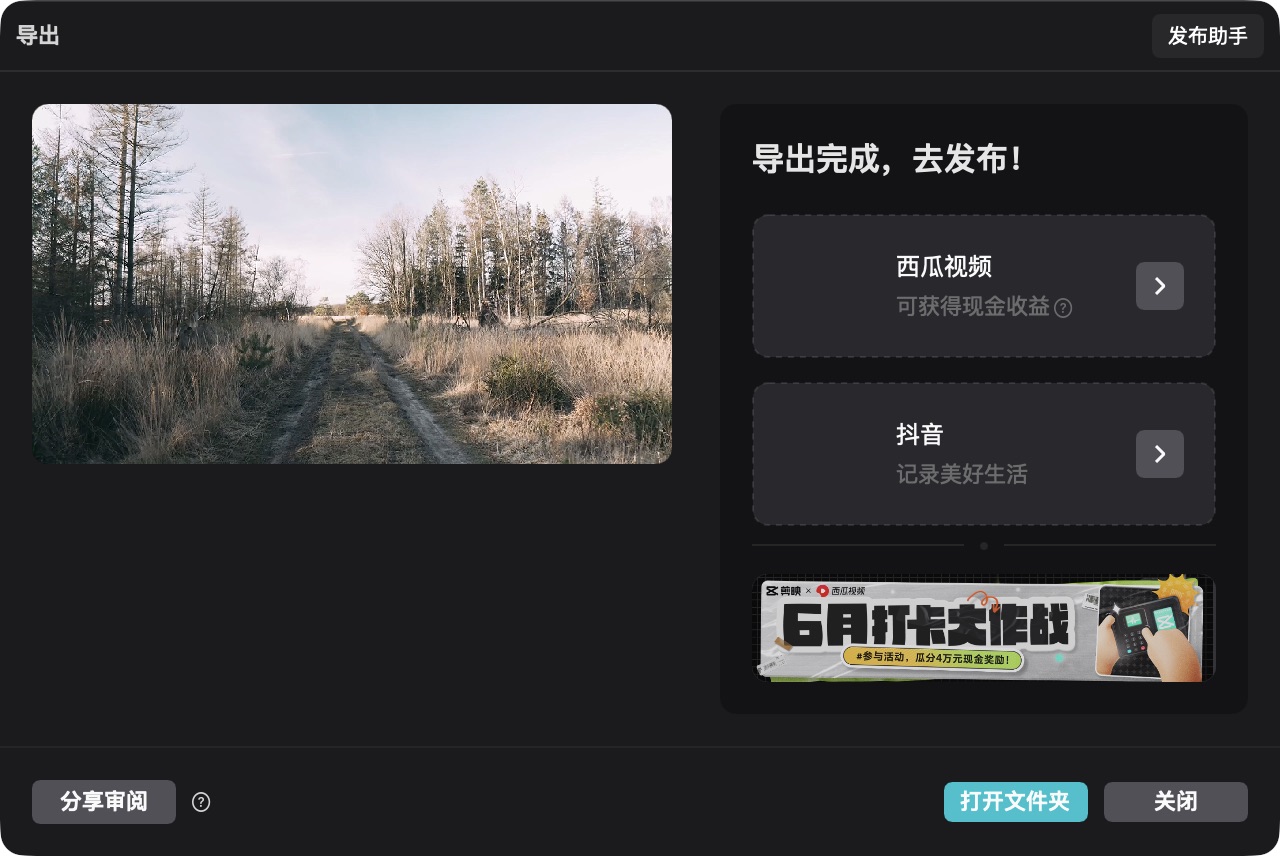 导出
发布助手
导出完成，去发布！
西瓜视频
可获得现金收益?
抖音
记录美好生活
剪映 × 西瓜视频
6月打卡大作战
#参与活动，瓜分4万元现金奖励！
分享审阅 ?
打开文件夹
关闭